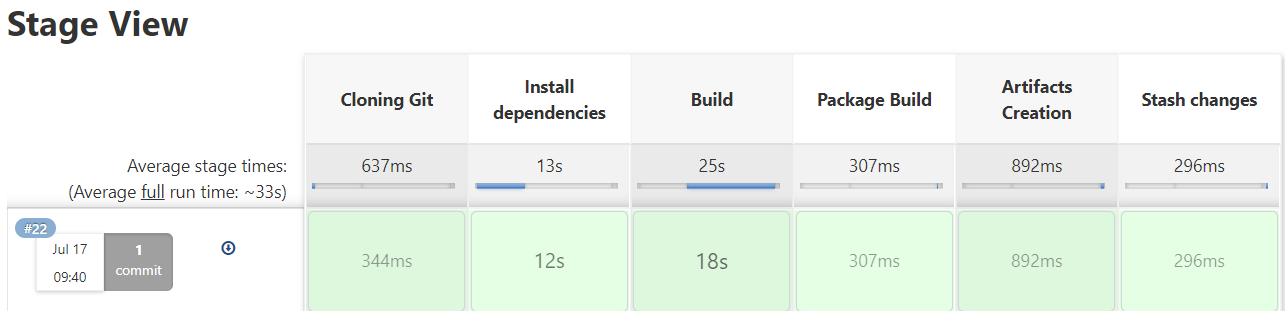 Stage View
Cloning Git
Install
dependencies
Build
Package Build
Artifacts
Creation
Stash changes
Average stage times:
(Average full run time: ~33s)
637ms
13s
25s
307ms
892ms
296ms
#22
Jul 17
09:40
1
commit
344ms
12s
18s
307ms
892ms
296ms